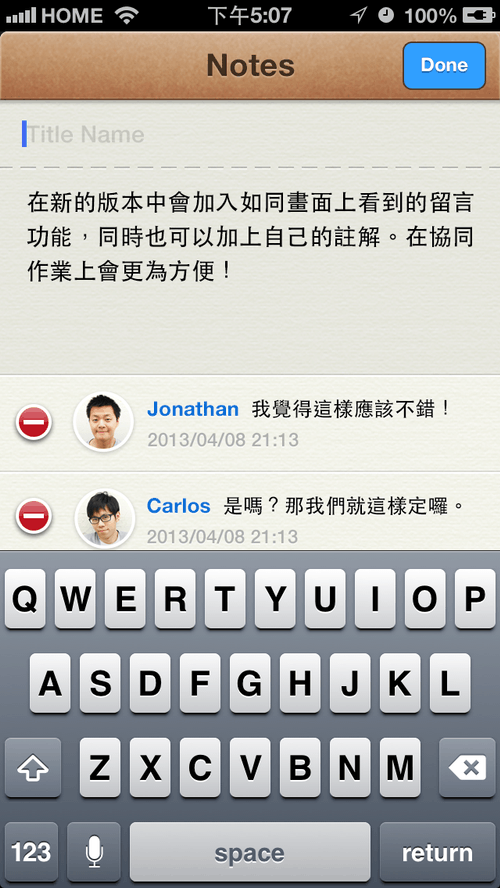 HOME 下午5:07 100%
Notes
Done
Title Name
在新的版本中會加入如同畫面上看到的留言
功能，同時也可以加上自己的註解。在協同
作業上會更為方便！
Jonathan 我覺得這樣應該不錯！
2013/04/08 21:13
Carlos 是嗎？那我們就這樣定囉。
2013/04/08 21:13
Q W E R T Y U I O P
A S D F G H J K L
Z X C V B N M
123 space return